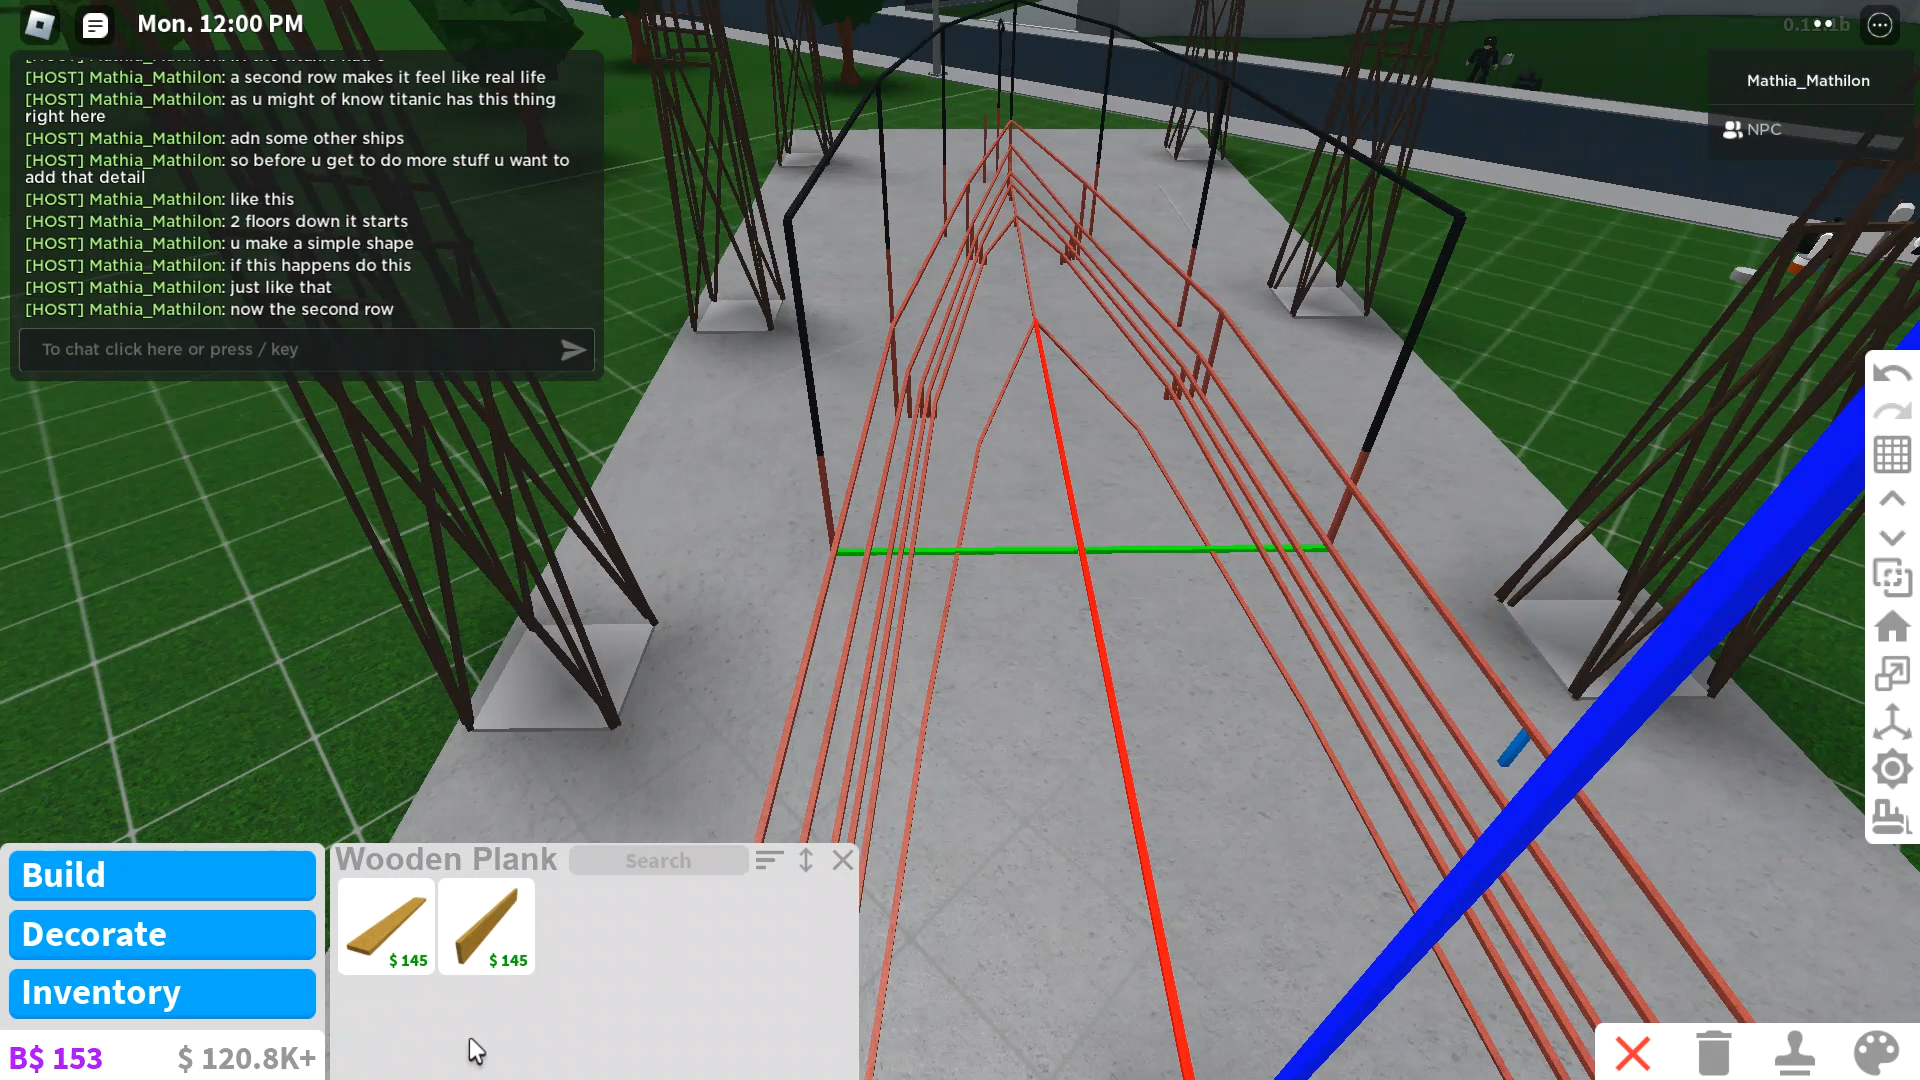 Mon. 12:00 PM
[HOST] Mathia_Mathilon: a second row makes it feel like real life
[HOST] Mathia_Mathilon: as u might of know titanic has this thing
right here
[HOST] Mathia_Mathilon: adn some other ships
[HOST] Mathia_Mathilon: so before u get to do more stuff u want to
add that detail
[HOST] Mathia_Mathilon: like this
[HOST] Mathia_Mathilon: 2 floors down it starts
[HOST] Mathia_Mathilon: u make a simple shape
[HOST] Mathia_Mathilon: if this happens do this
[HOST] Mathia_Mathilon: just like that
[HOST] Mathia_Mathilon: now the second row
To chat click here or press / key
Mathia_Mathilon
NPC
Build
Decorate
Inventory
B$ 153
$ 120.8K+
Wooden Plank
Search
$ 145
$ 145